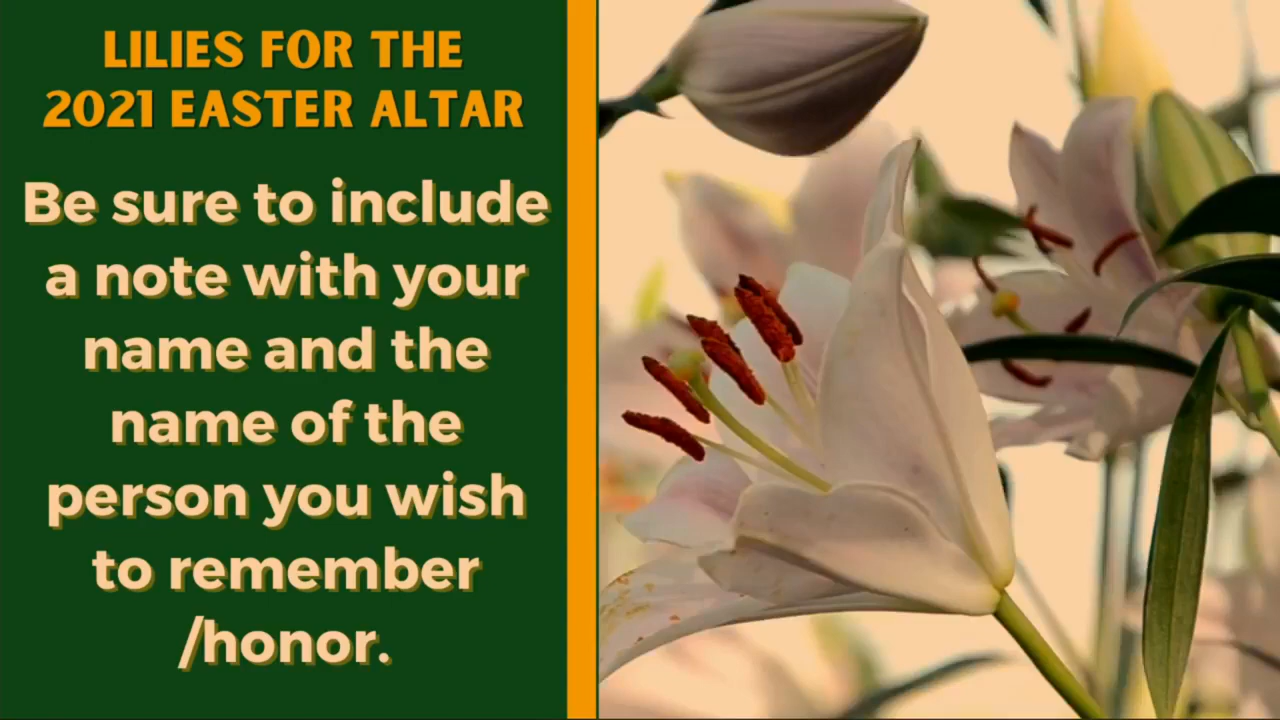 LILIES FOR THE
2021 EASTER ALTAR
Be sure to include
a note with your
name and the
name of the
person you wish
to remember
/honor.